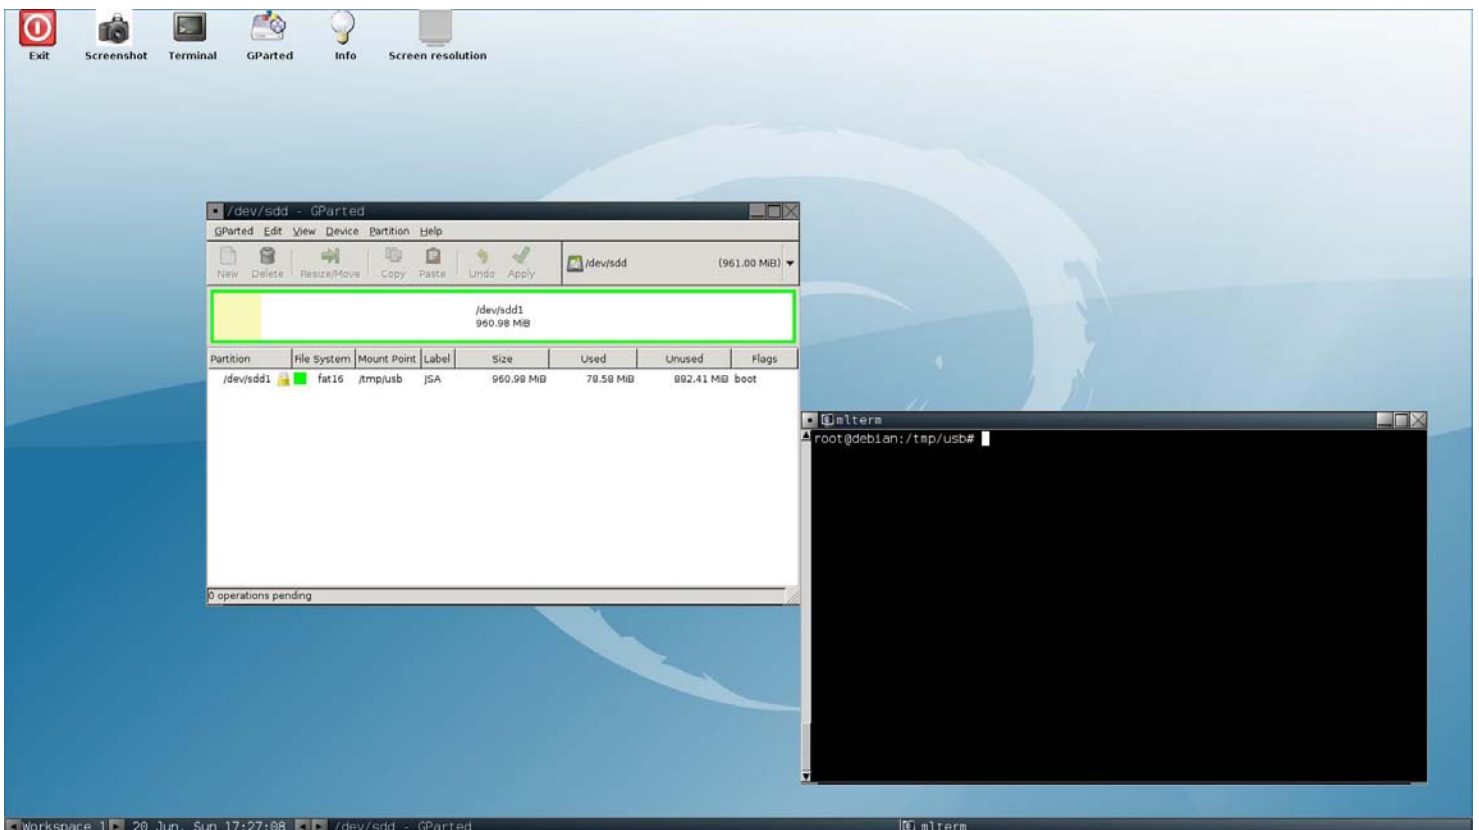 Exit
Screenshot
Terminal
GParted
Info
Screen resolution
/dev/sdd - GParted
GParted Edit View Device Partition Help
New Delete Resize/Move Copy Paste Undo Apply /dev/sdd (961.00 MiB)
/dev/sdd1
960.98 MiB
Partition File System Mount Point Label Size Used Unused Flags
/dev/sdd1 fat16 /tmp/usb JSA 960.98 MiB 78.58 MiB 882.41 MiB boot
0 operations pending
mlterm
root@debian:/tmp/usb#
Workspace 1 20 Jun, Sun 17:27:08 /dev/sdd - GParted mlterm